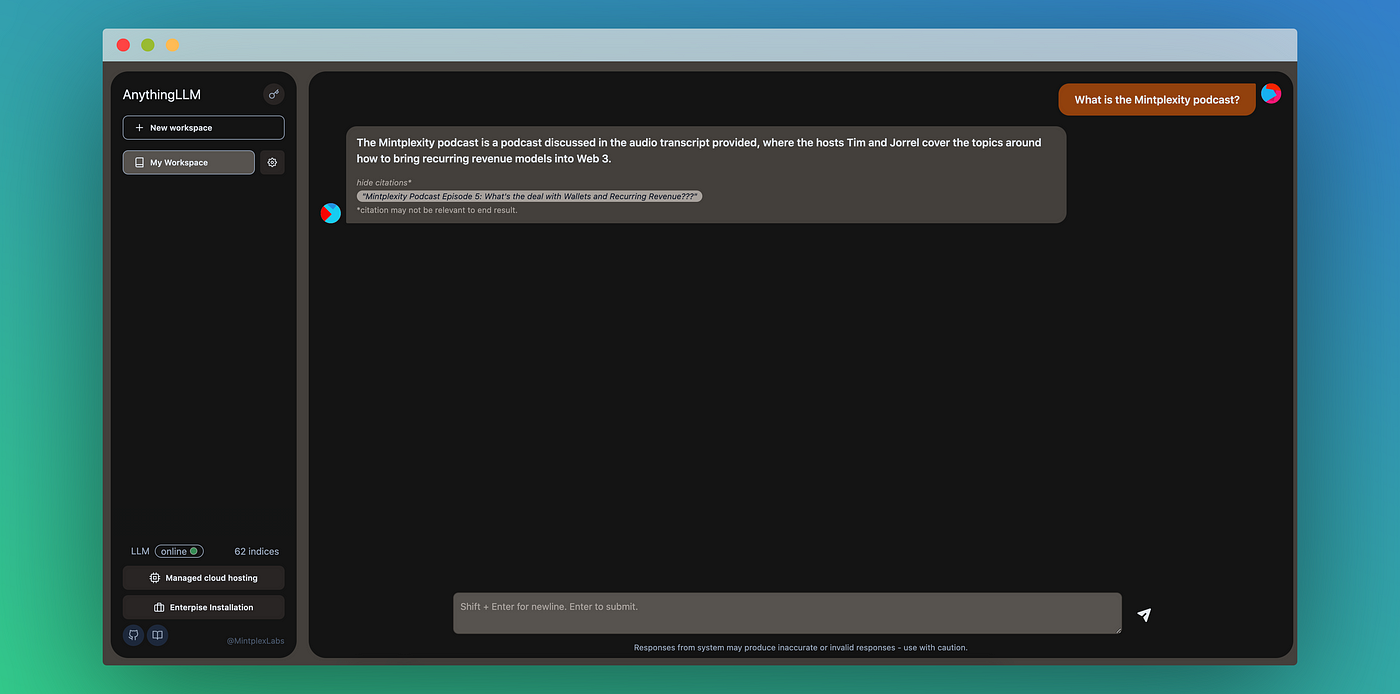 AnythingLLM
New workspace
My Workspace
What is the Mintplexity podcast?
The Mintplexity podcast is a podcast discussed in the audio transcript provided, where the hosts Tim and Jorrel cover the topics around
how to bring recurring revenue models into Web 3.
hide citations*
"Mintplexity Podcast Episode 5: What's the deal with Wallets and Recurring Revenue???"
*citation may not be relevant to end result.
LLM online 62 indices
Managed cloud hosting
Enterpise Installation
@MintplexLabs
Shift + Enter for newline. Enter to submit.
Responses from system may produce inaccurate or invalid responses - use with caution.